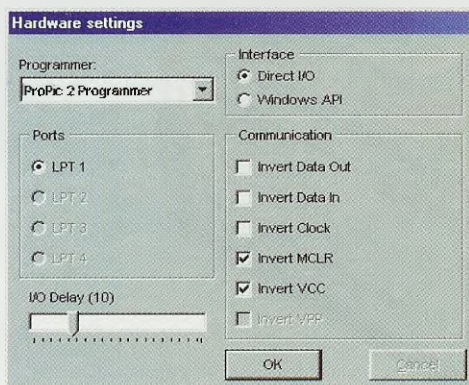 Hardware settings
Programmer:
ProPic 2 Programmer
Interface
Direct I/O
Windows API
Ports
LPT 1
LPT 2
LPT 3
LPT 4
I/O Delay (10)
Communication
Invert Data Out
Invert Data In
Invert Clock
Invert MCLR
Invert VCC
Invert VPP
OK
Cancel